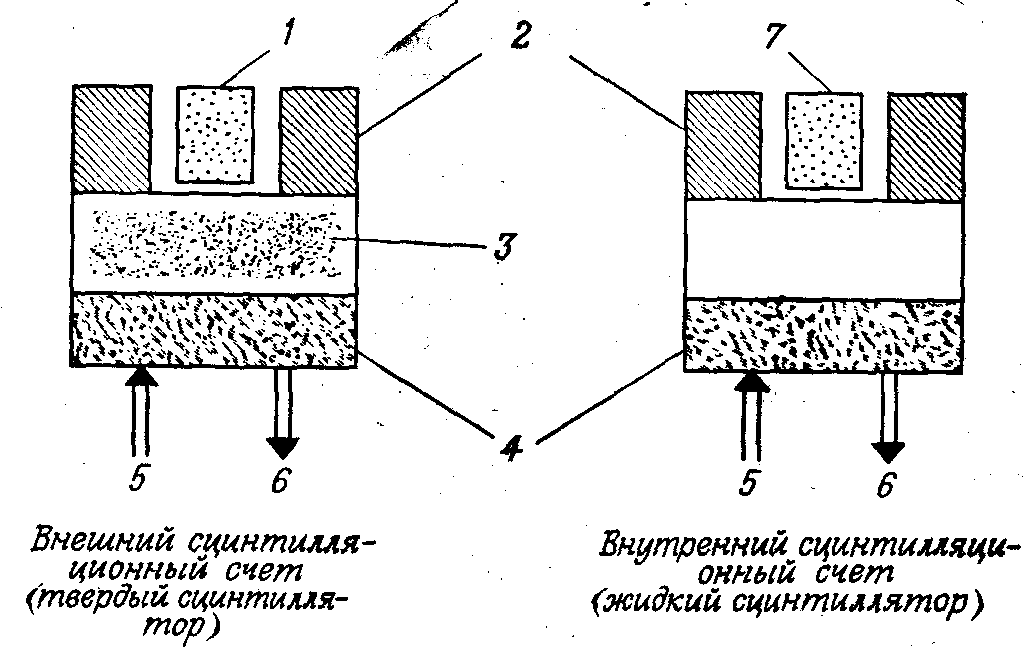 1
2
7
3
4
5
6
5
6
Внешний сцинтилля-
ционный счет
(твердый сцинтилля-
тор)
Внутренний сцинтилляци-
онный счет
(жидкий сцинтиллятор)